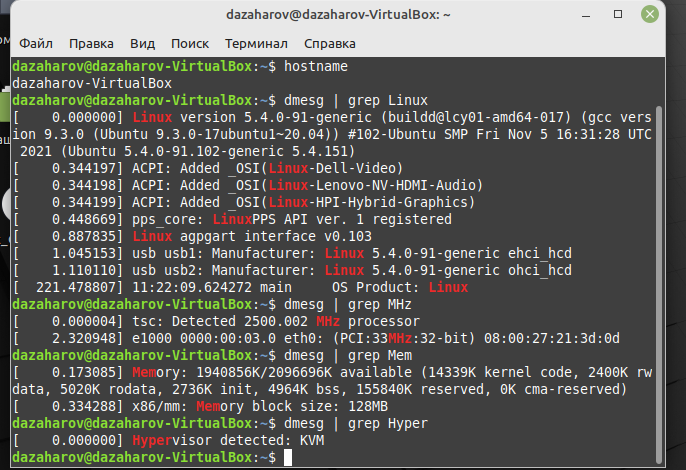 dazaharov@dazaharov-VirtualBox: ~
Файл Правка Вид Поиск Терминал Справка
dazaharov@dazaharov-VirtualBox:~$ hostname
dazaharov-VirtualBox
dazaharov@dazaharov-VirtualBox:~$ dmesg | grep Linux
[    0.000000] Linux version 5.4.0-91-generic (buildd@lcy01-amd64-017) (gcc vers
ion 9.3.0 (Ubuntu 9.3.0-17ubuntu1~20.04)) #102-Ubuntu SMP Fri Nov 5 16:31:28 UTC
 2021 (Ubuntu 5.4.0-91.102-generic 5.4.151)
[    0.344197] ACPI: Added _OSI(Linux-Dell-Video)
[    0.344198] ACPI: Added _OSI(Linux-Lenovo-NV-HDMI-Audio)
[    0.344199] ACPI: Added _OSI(Linux-HPI-Hybrid-Graphics)
[    0.448669] pps_core: LinuxPPS API ver. 1 registered
[    0.887835] Linux agpgart interface v0.103
[    1.045153] usb usb1: Manufacturer: Linux 5.4.0-91-generic ehci_hcd
[    1.110110] usb usb2: Manufacturer: Linux 5.4.0-91-generic ohci_hcd
[  221.478807] 11:22:09.624272 main     OS Product: Linux
dazaharov@dazaharov-VirtualBox:~$ dmesg | grep MHz
[    0.000004] tsc: Detected 2500.002 MHz processor
[    2.320948] e1000 0000:00:03.0 eth0: (PCI:33MHz:32-bit) 08:00:27:21:3d:0d
dazaharov@dazaharov-VirtualBox:~$ dmesg | grep Mem
[    0.173085] Memory: 1940856K/2096696K available (14339K kernel code, 2400K rw
data, 5020K rodata, 2736K init, 4964K bss, 155840K reserved, 0K cma-reserved)
[    0.334288] x86/mm: Memory block size: 128MB
dazaharov@dazaharov-VirtualBox:~$ dmesg | grep Hyper
[    0.000000] Hypervisor detected: KVM
dazaharov@dazaharov-VirtualBox:~$